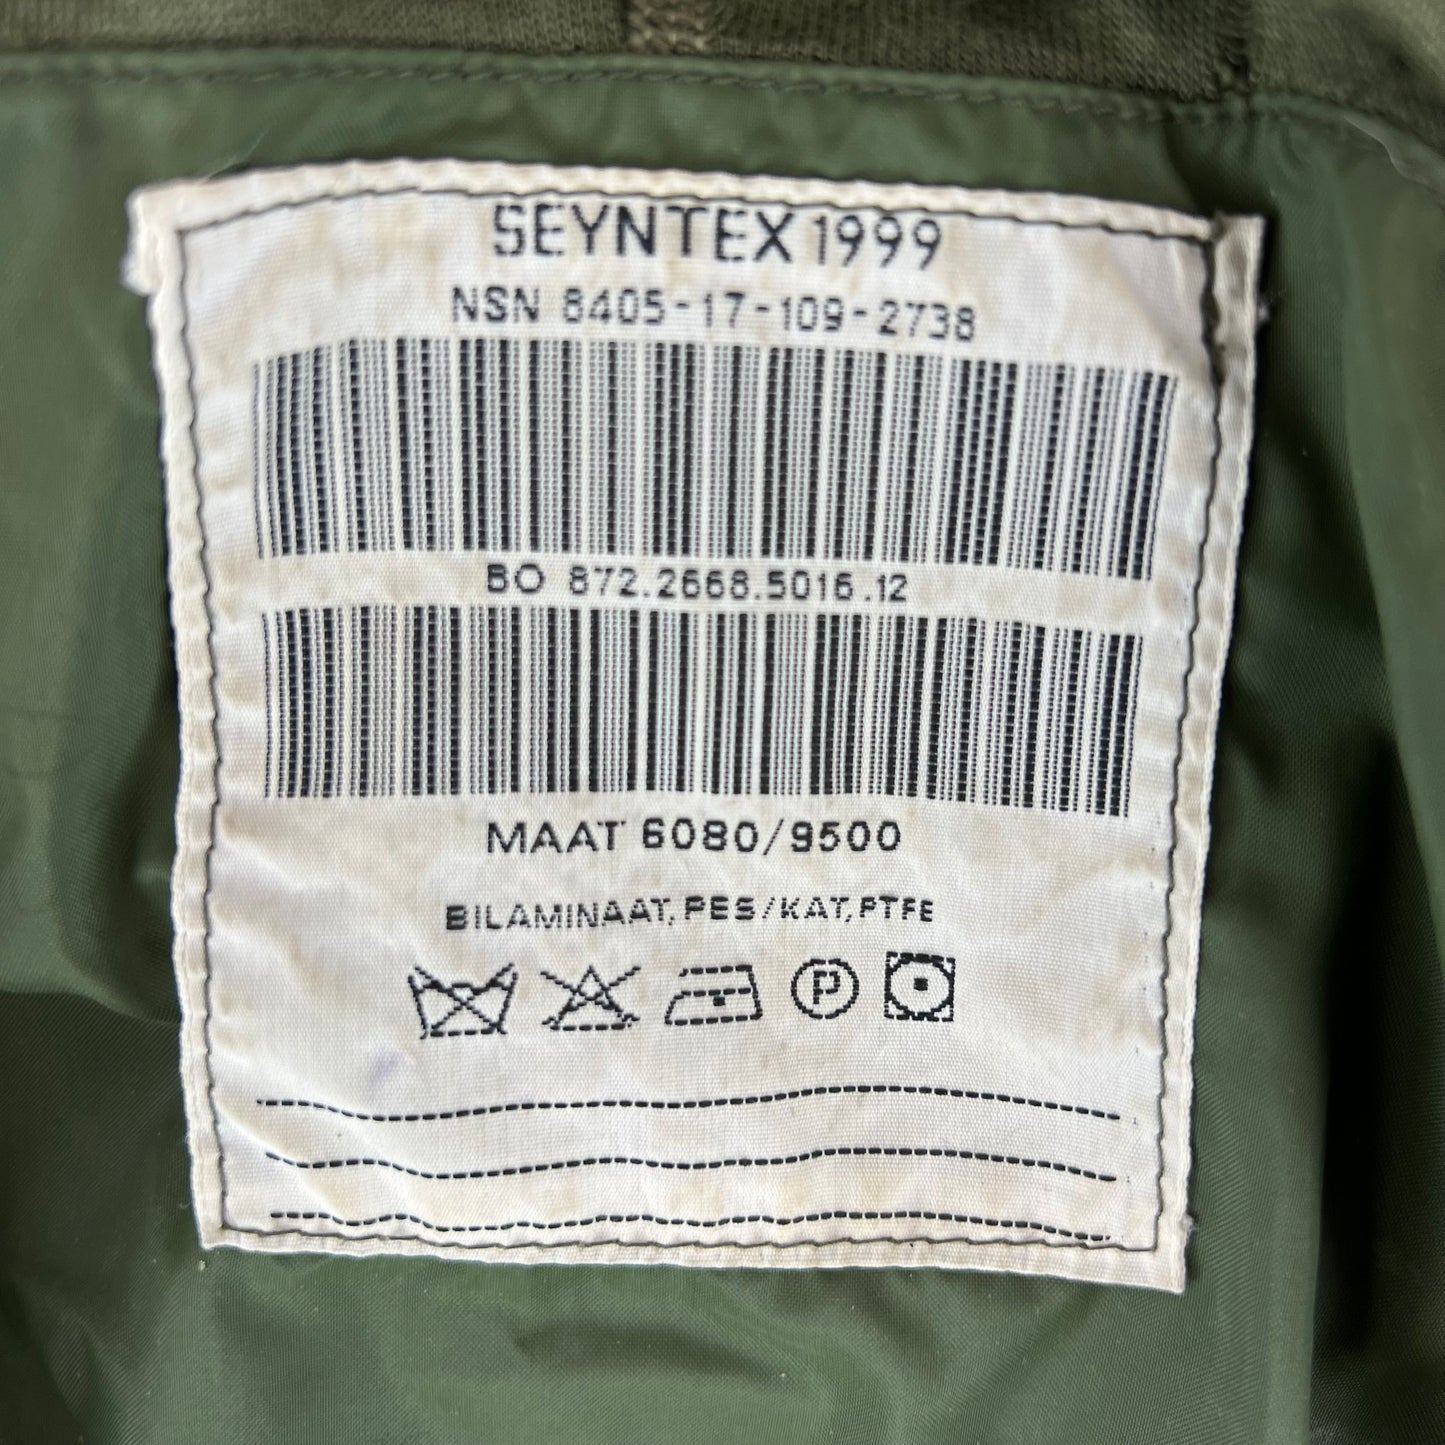 SEYNTEX 1999
NSN 8405-17-109-2738
BO 872.2668.5016.12
MAAT 6080/9500
BILAMINAAT, PES/KAT, PTFE
P